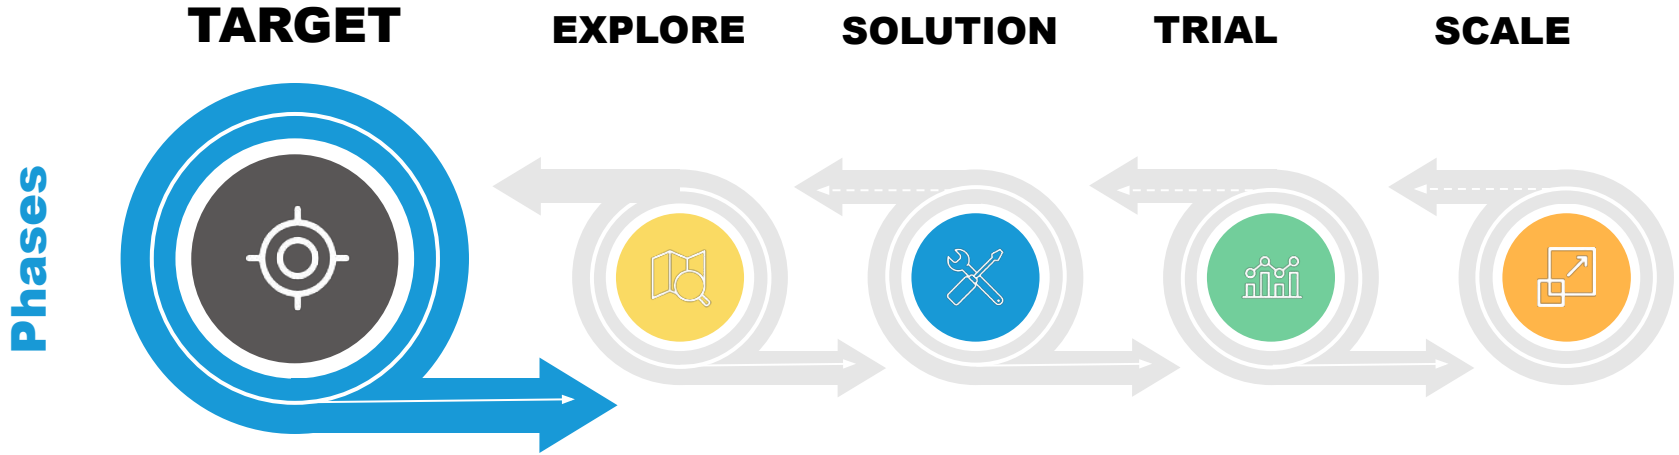 TARGET
EXPLORE
SOLUTION
TRIAL
SCALE
Phases